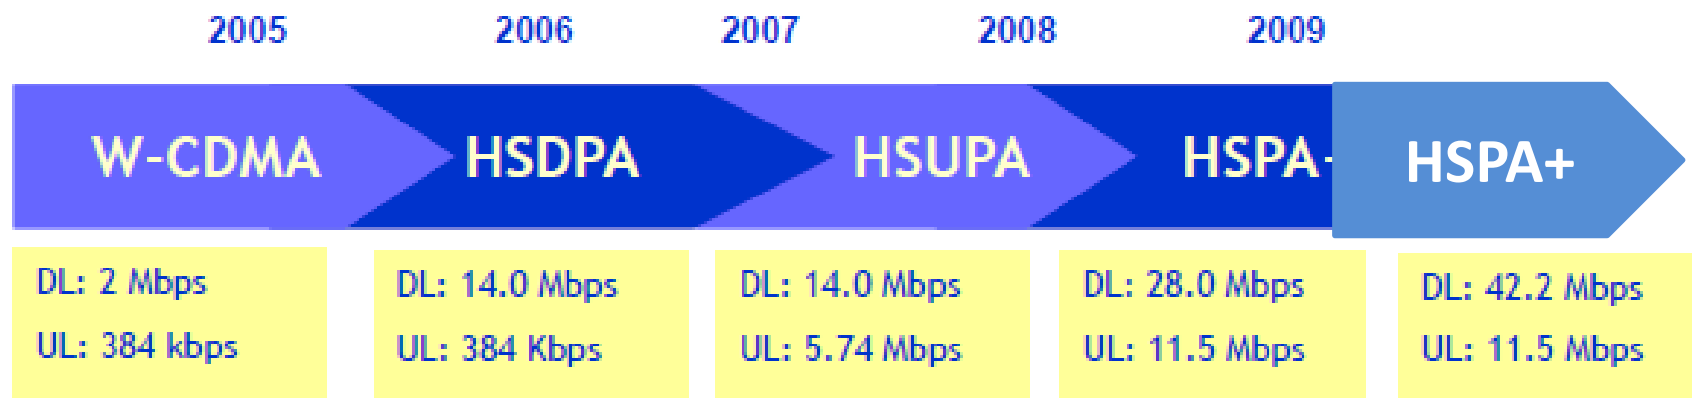 2005 2006 2007 2008 2009
W-CDMA HSDPA HSUPA HSPA+ HSPA+
DL: 2 Mbps DL: 14.0 Mbps DL: 14.0 Mbps DL: 28.0 Mbps DL: 42.2 Mbps
UL: 384 kbps UL: 384 Kbps UL: 5.74 Mbps UL: 11.5 Mbps UL: 11.5 Mbps